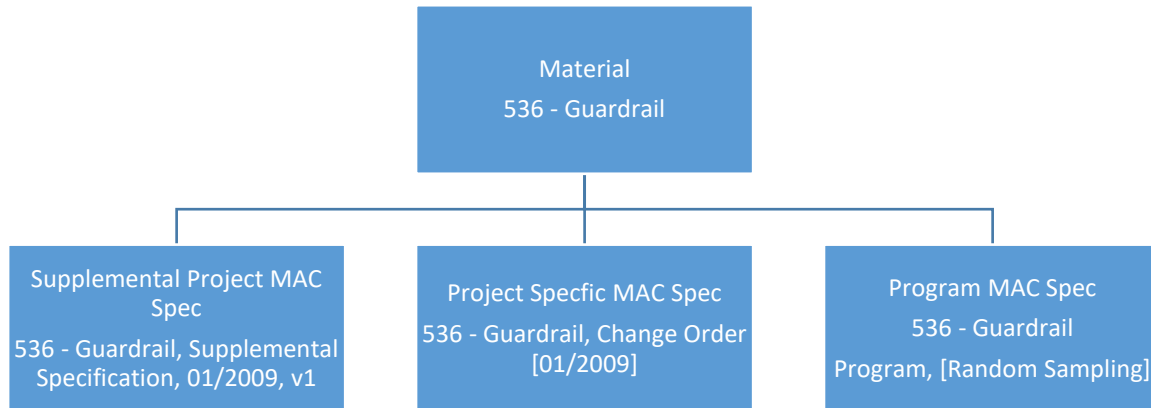 Material
536 - Guardrail
Supplemental Project MAC
Spec
536 - Guardrail, Supplemental
Specification, 01/2009, v1
Project Specfic MAC Spec
536 - Guardrail, Change Order
[01/2009]
Program MAC Spec
536 - Guardrail
Program, [Random Sampling]